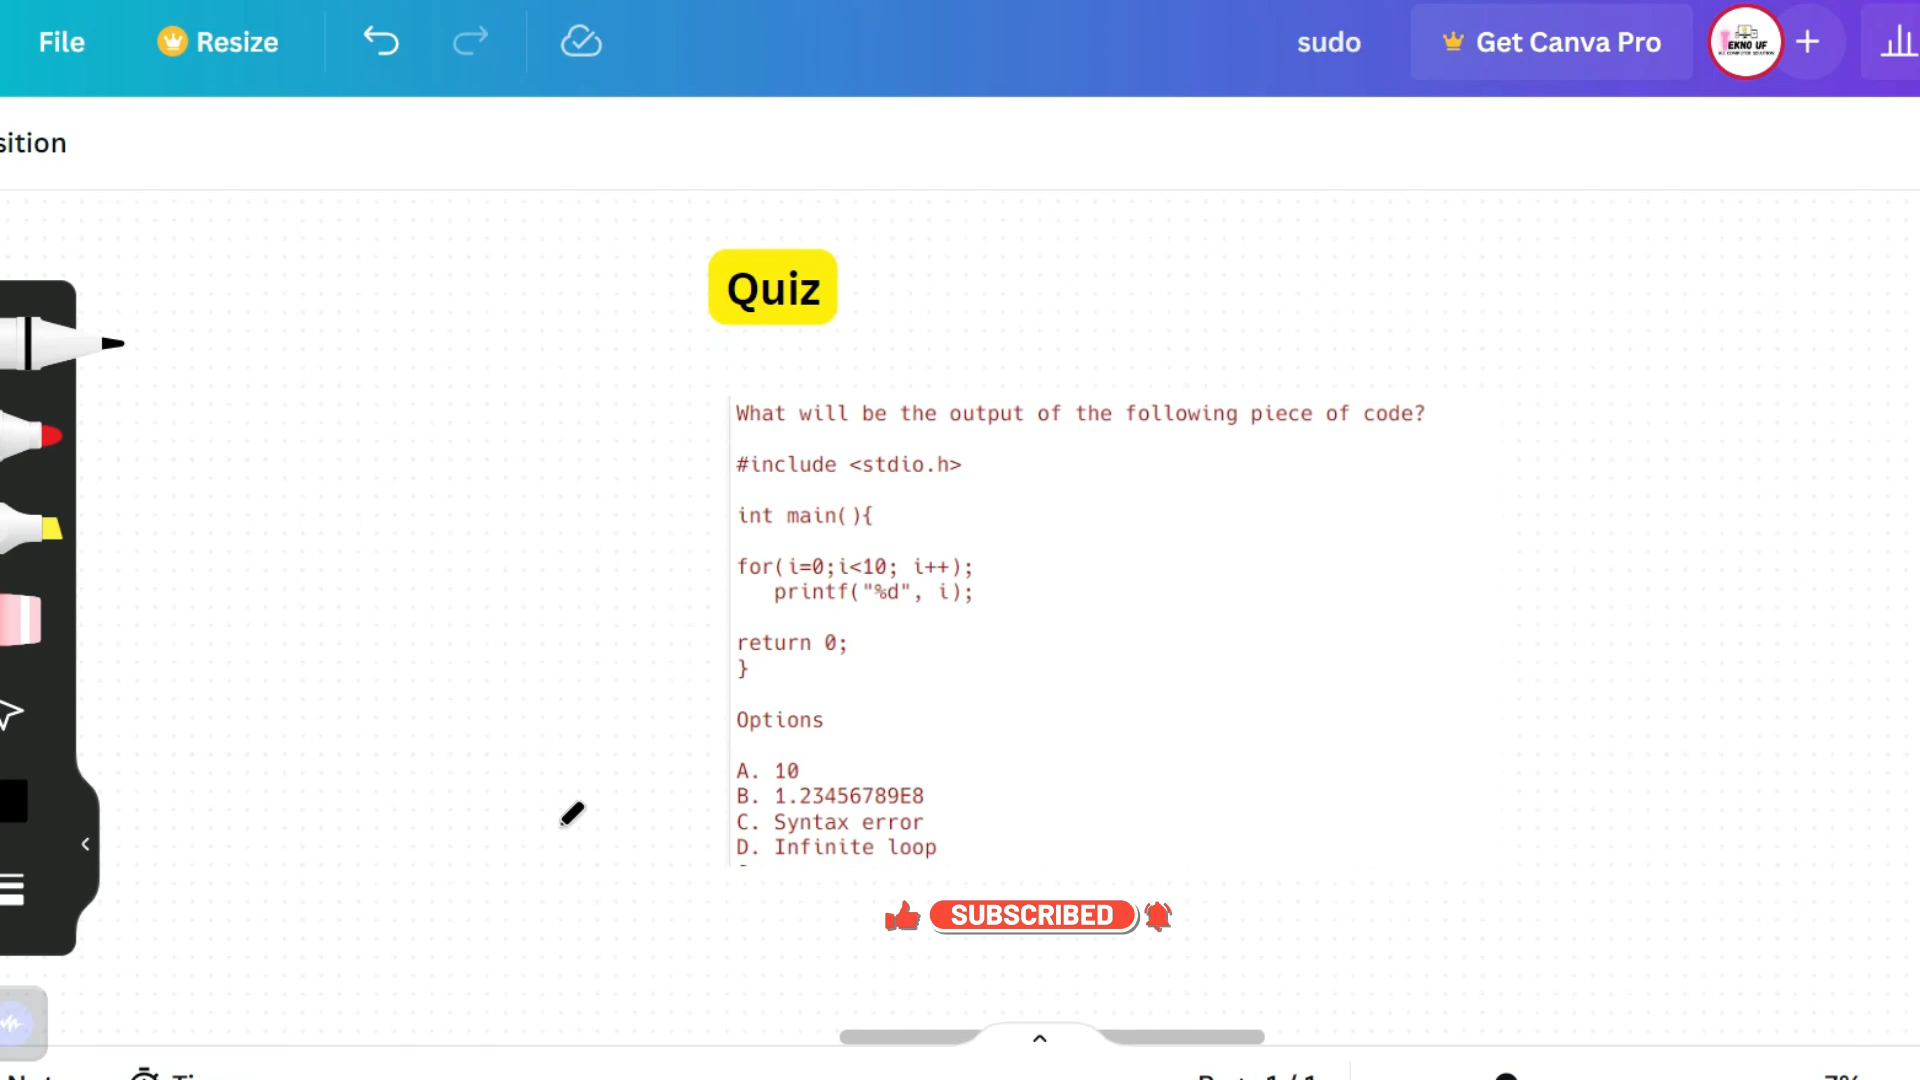 File
Resize
sudo
Get Canva Pro
EKNO UF
sition
Quiz
What will be the output of the following piece of code?
#include <stdio.h>
int main(){
for(i=0;i<10; i++);
printf("%d", i);
return 0;
}
Options
A. 10
B. 1.23456789E8
C. Syntax error
D. Infinite loop
SUBSCRIBED